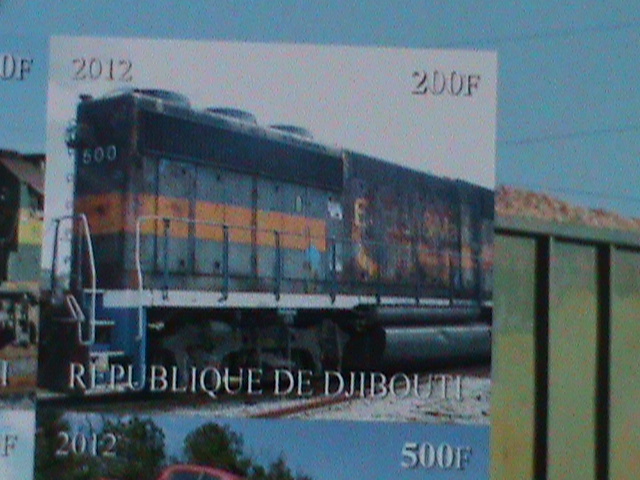 0F
2012
200F
500
REPUBLIQUE DE DJIBOUTI
I
F
2012
500F